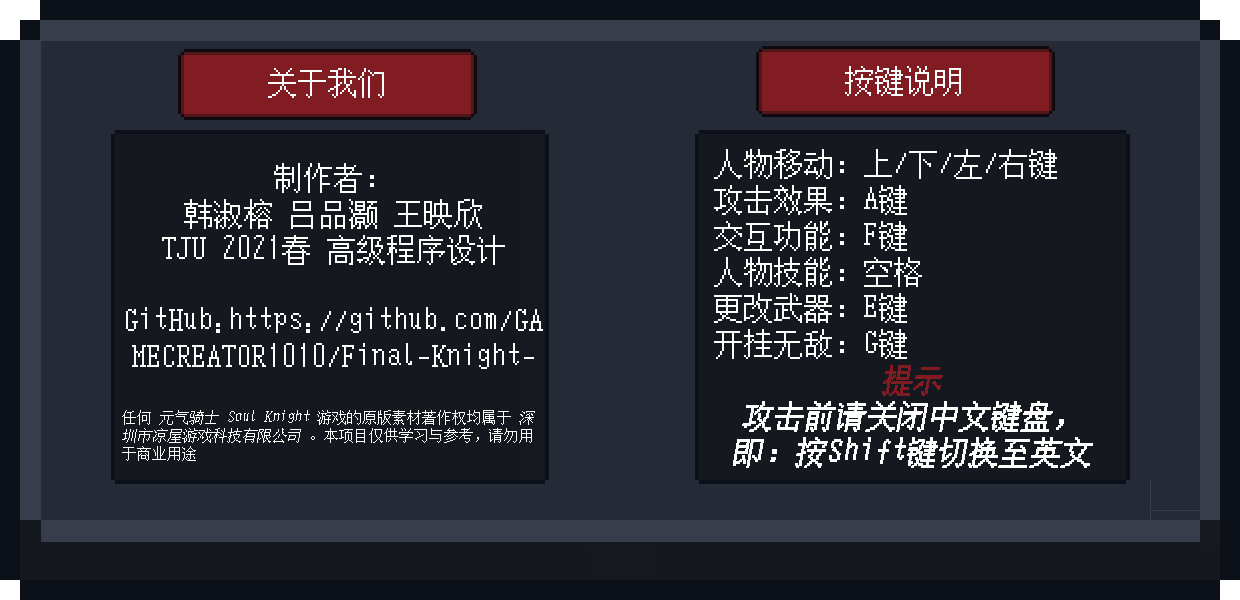 关于我们
制作者：
韩淑榕 吕品灏 王映欣
TJU 2021春 高级程序设计
GitHub:https://github.com/GA
MECREATOR1010/Final-Knight-
任何 元气骑士 Soul Knight 游戏的原版素材著作权均属于 深
圳市凉屋游戏科技有限公司 。本项目仅供学习与参考，请勿用
于商业用途
按键说明
人物移动：上/下/左/右键
攻击效果：A键
交互功能：F键
人物技能：空格
更改武器：E键
开挂无敌：G键
提示
攻击前请关闭中文键盘，
即：按Shift键切换至英文